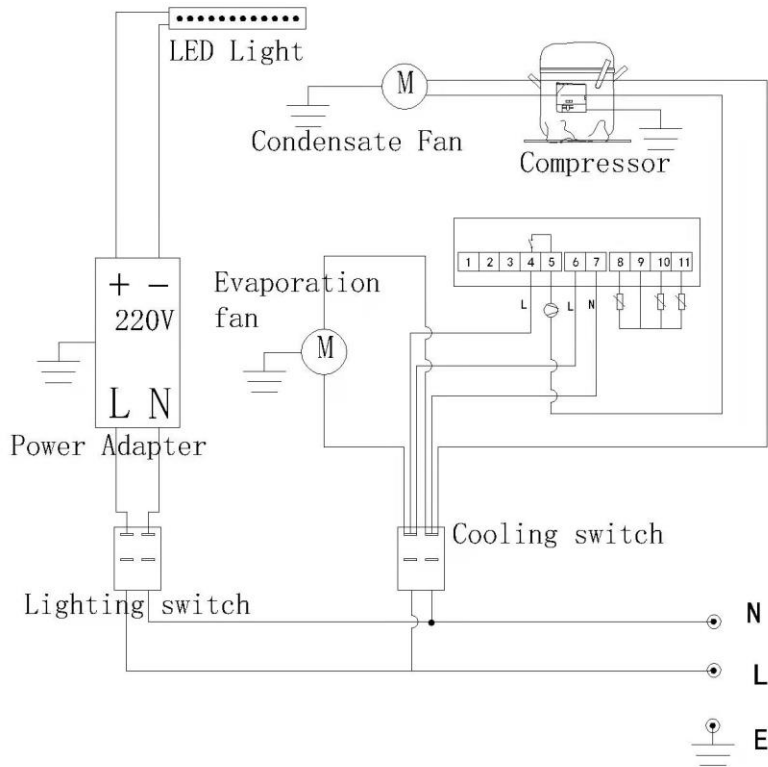 LED Light
M
Condensate Fan
Compressor
+ −
220V
L N
Power Adapter
Evaporation
fan
M
1 2 3 4 5 6 7 8 9 10 11
L L N
Cooling switch
Lighting switch
N
L
E